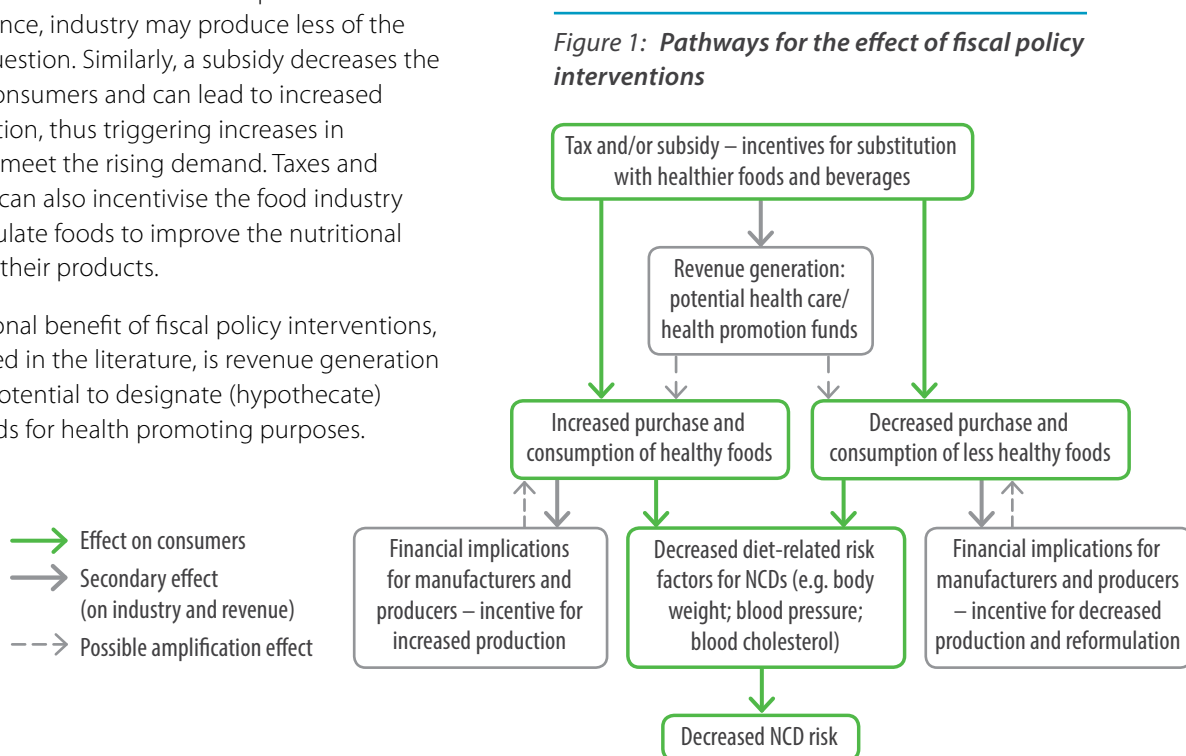 nce, industry may produce less of the
uestion. Similarly, a subsidy decreases the
onsumers and can lead to increased
tion, thus triggering increases in
meet the rising demand. Taxes and
can also incentivise the food industry
ulate foods to improve the nutritional
their products.
onal benefit of fiscal policy interventions,
ed in the literature, is revenue generation
otential to designate (hypothecate)
ds for health promoting purposes.
Figure 1: Pathways for the effect of fiscal policy
interventions
Tax and/or subsidy – incentives for substitution
with healthier foods and beverages
Revenue generation:
potential health care/
health promotion funds
Increased purchase and
consumption of healthy foods
Decreased purchase and
consumption of less healthy foods
Effect on consumers
Secondary effect
(on industry and revenue)
Possible amplification effect
Financial implications
for manufacturers and
producers – incentive for
increased production
Decreased diet-related risk
factors for NCDs (e.g. body
weight; blood pressure;
blood cholesterol)
Financial implications for
manufacturers and producers
– incentive for decreased
production and reformulation
Decreased NCD risk